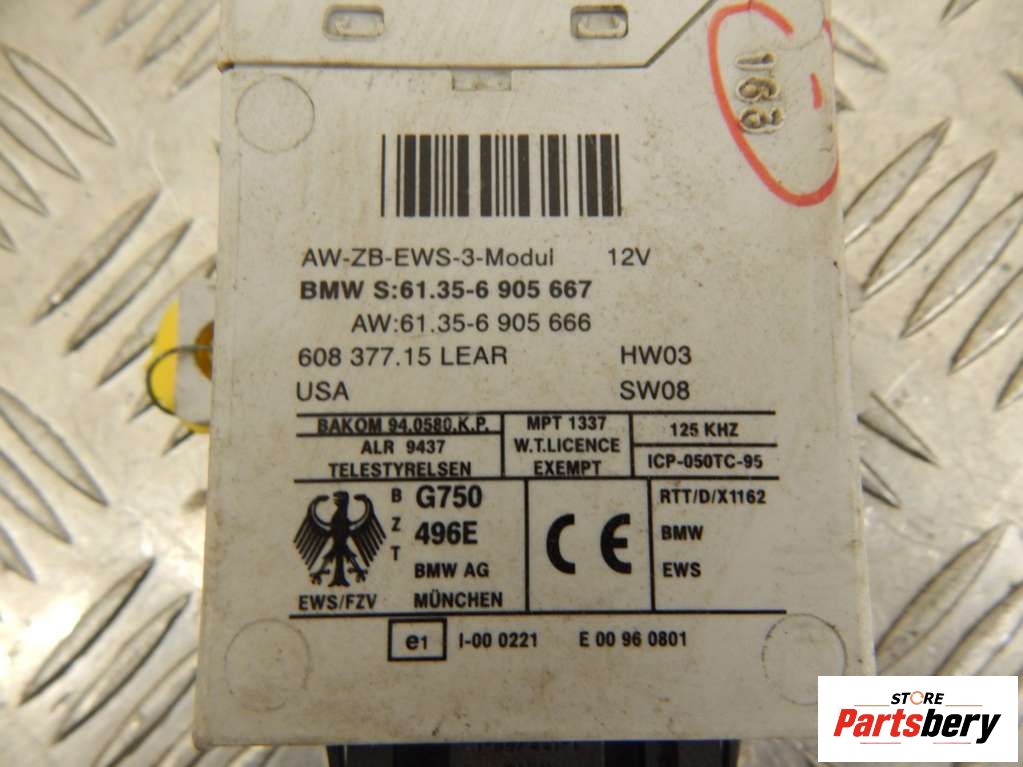 163
AW-ZB-EWS-3-Modul 12V
BMW S:61.35-6 905 667
AW:61.35-6 905 666
608 377.15 LEAR HW03
USA SW08
BAKOM 94.0580.K.P.
ALR 9437
TELESTYRELSEN
MPT 1337
W.T.LICENCE
EXEMPT
125 KHZ
ICP-050TC-95
EWS/FZV
BZT
G750
496E
BMW AG
MÜNCHEN
CE
RTT/D/X1162
BMW
EWS
e1 I-00 0221 E 00 96 0801
STORE
Partsbery